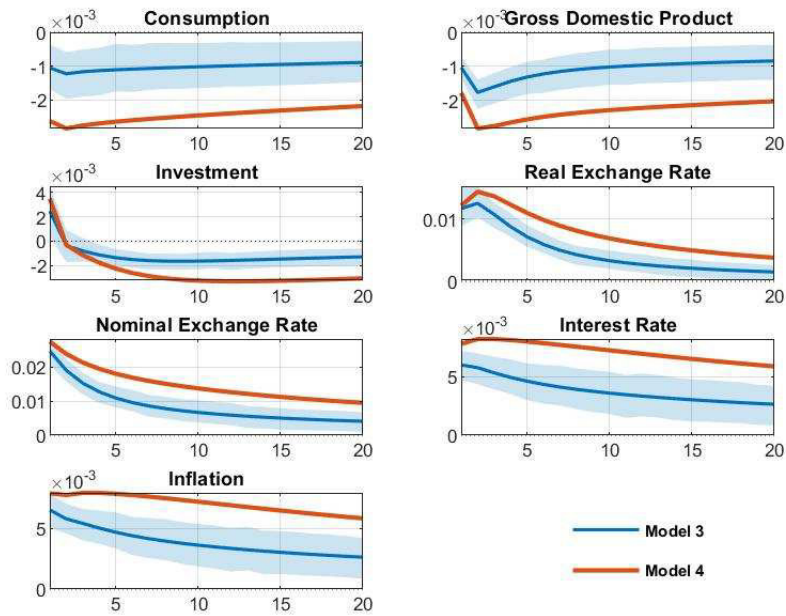 Consumption
×10⁻³
0
-1
-2
5 10 15 20
Gross Domestic Product
×10⁻³
0
-1
-2
5 10 15 20
Investment
×10⁻³
4
2
0
-2
5 10 15 20
Real Exchange Rate
0.01
0
5 10 15 20
Nominal Exchange Rate
0.02
0.01
0
5 10 15 20
Interest Rate
×10⁻³
5
0
5 10 15 20
Inflation
×10⁻³
5
0
5 10 15 20
Model 3
Model 4